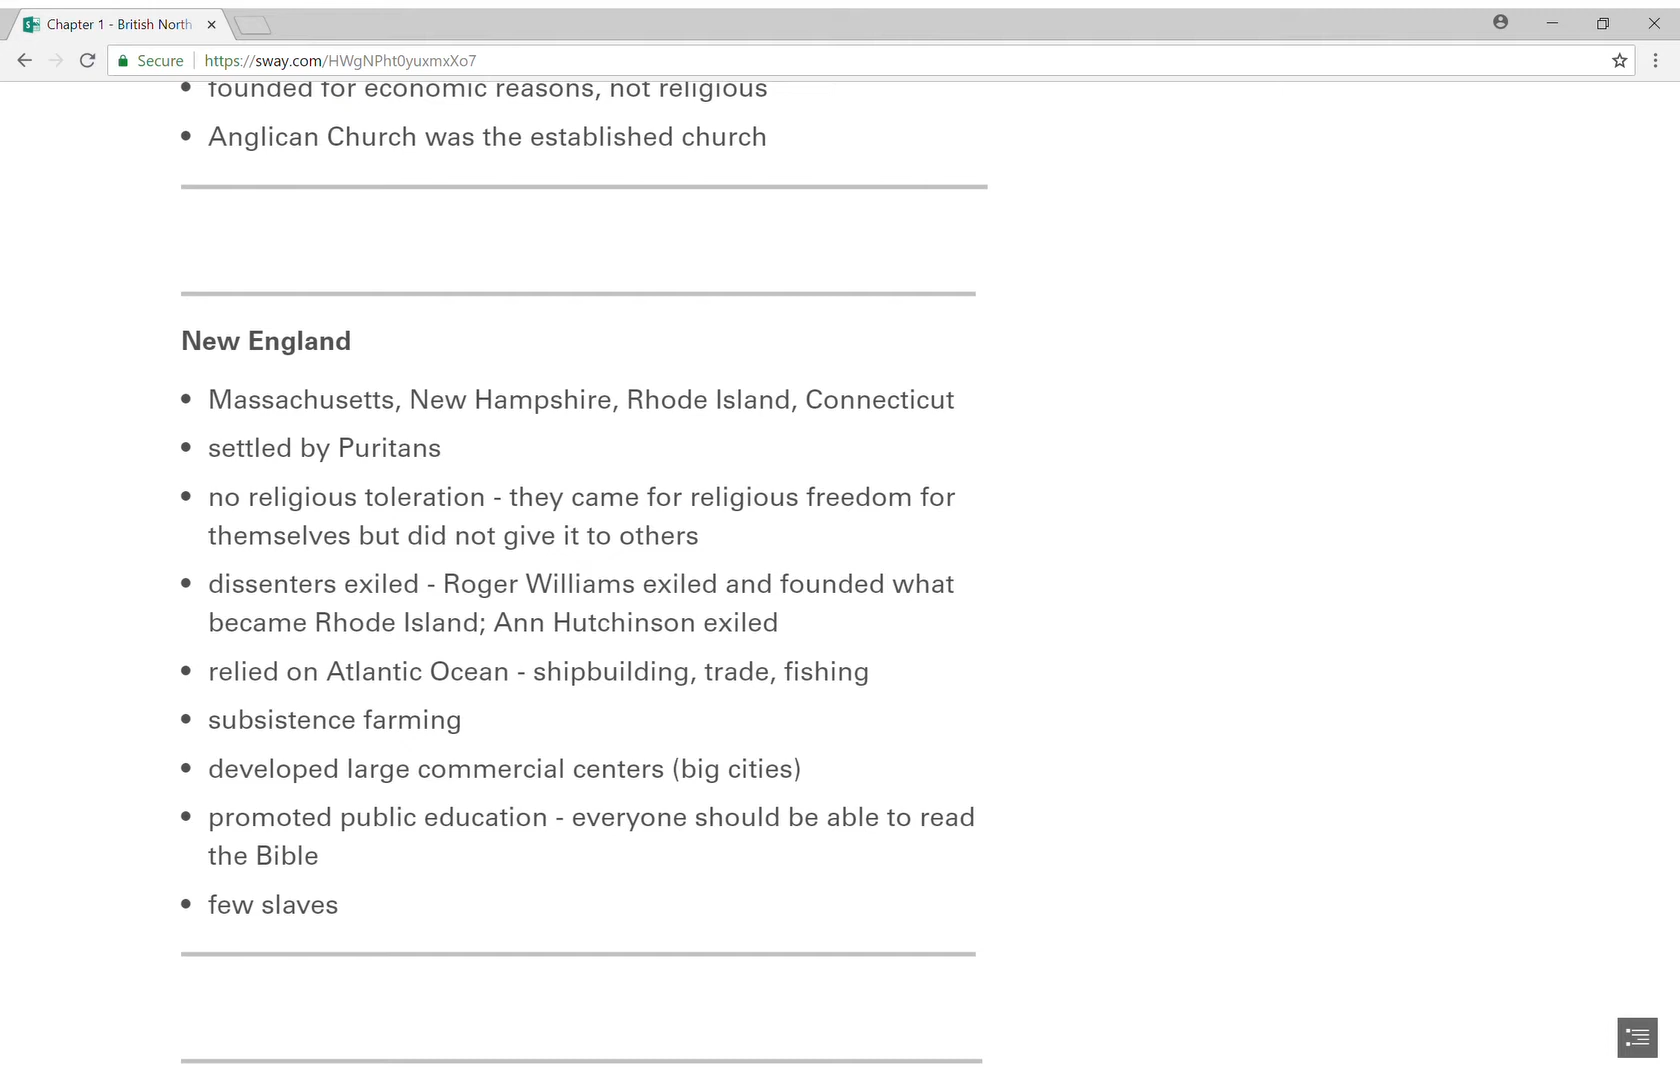 Chapter 1 - British North
Secure
https://sway.com/HWgNPht0yuxmxXo7
founded for economic reasons, not religious
Anglican Church was the established church
New England
Massachusetts, New Hampshire, Rhode Island, Connecticut
settled by Puritans
no religious toleration - they came for religious freedom for
themselves but did not give it to others
dissenters exiled - Roger Williams exiled and founded what
became Rhode Island; Ann Hutchinson exiled
relied on Atlantic Ocean - shipbuilding, trade, fishing
subsistence farming
developed large commercial centers (big cities)
promoted public education - everyone should be able to read
the Bible
few slaves